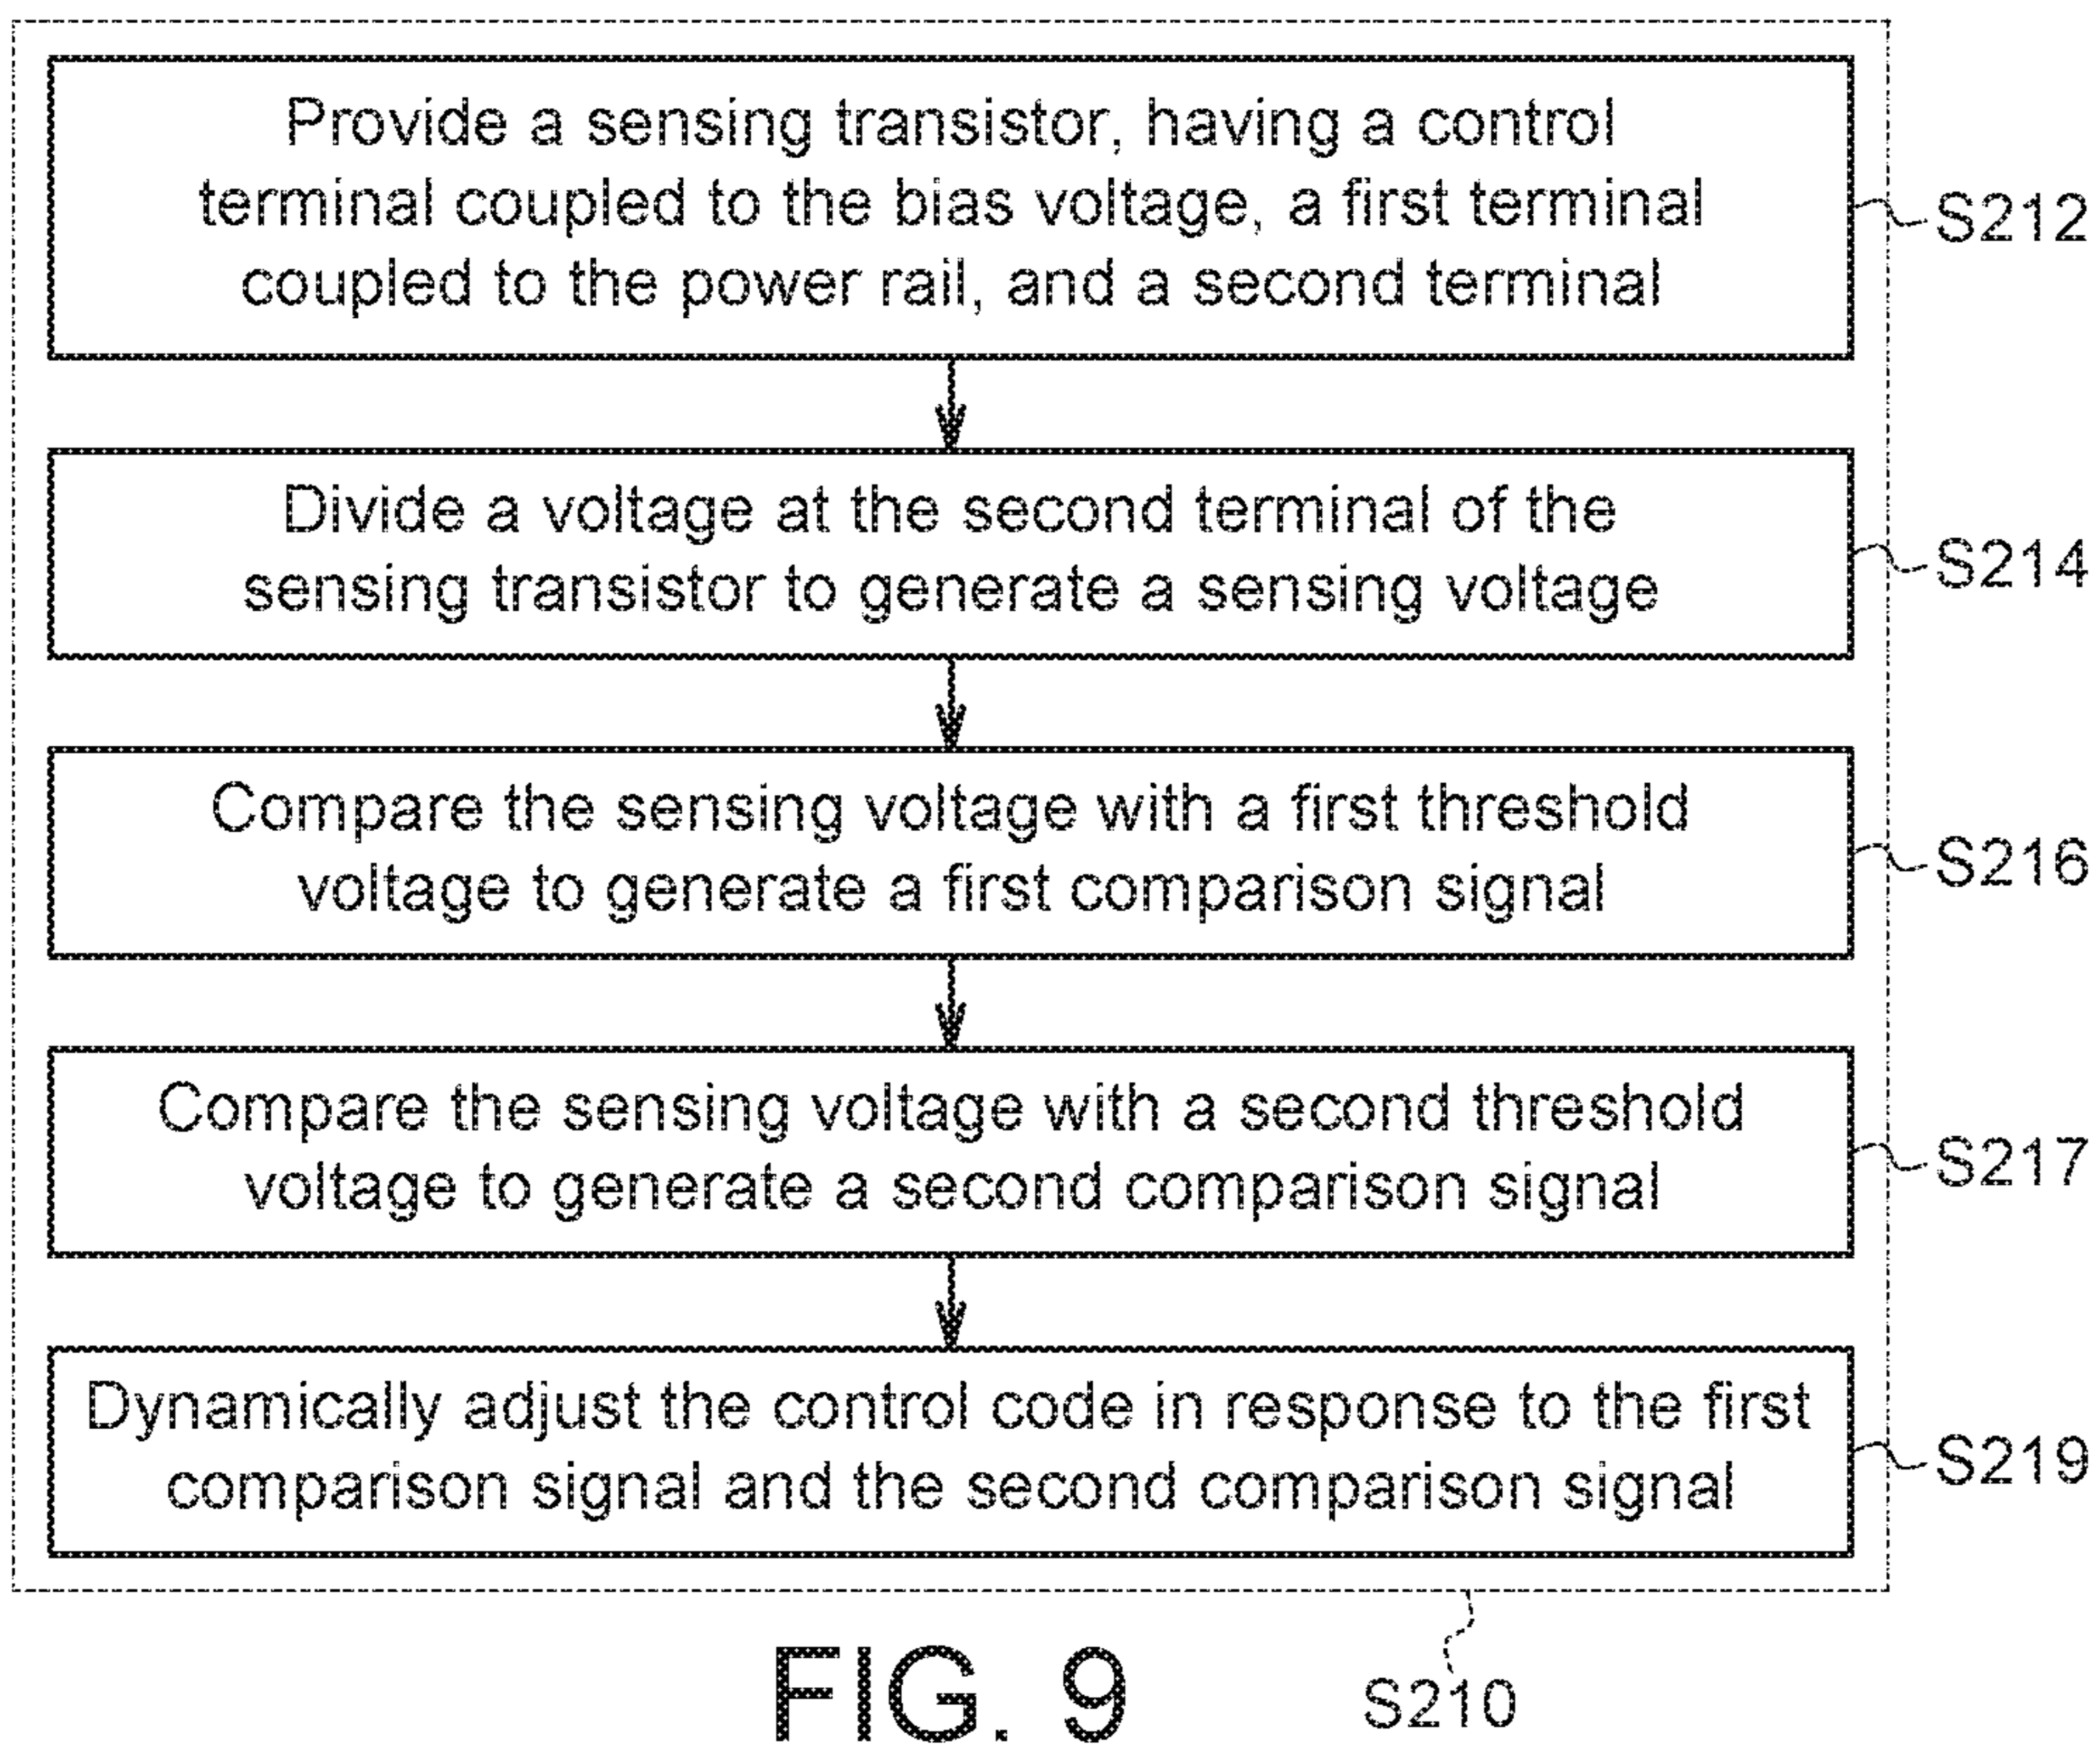 Provide a sensing transistor, having a control
terminal coupled to the bias voltage, a first terminal
coupled to the power rail, and a second terminal
S212
Divide a voltage at the second terminal of the
sensing transistor to generate a sensing voltage
S214
Compare the sensing voltage with a first threshold
voltage to generate a first comparison signal
S216
Compare the sensing voltage with a second threshold
voltage to generate a second comparison signal
S217
Dynamically adjust the control code in response to the first
comparison signal and the second comparison signal
S219
S210
FIG. 9